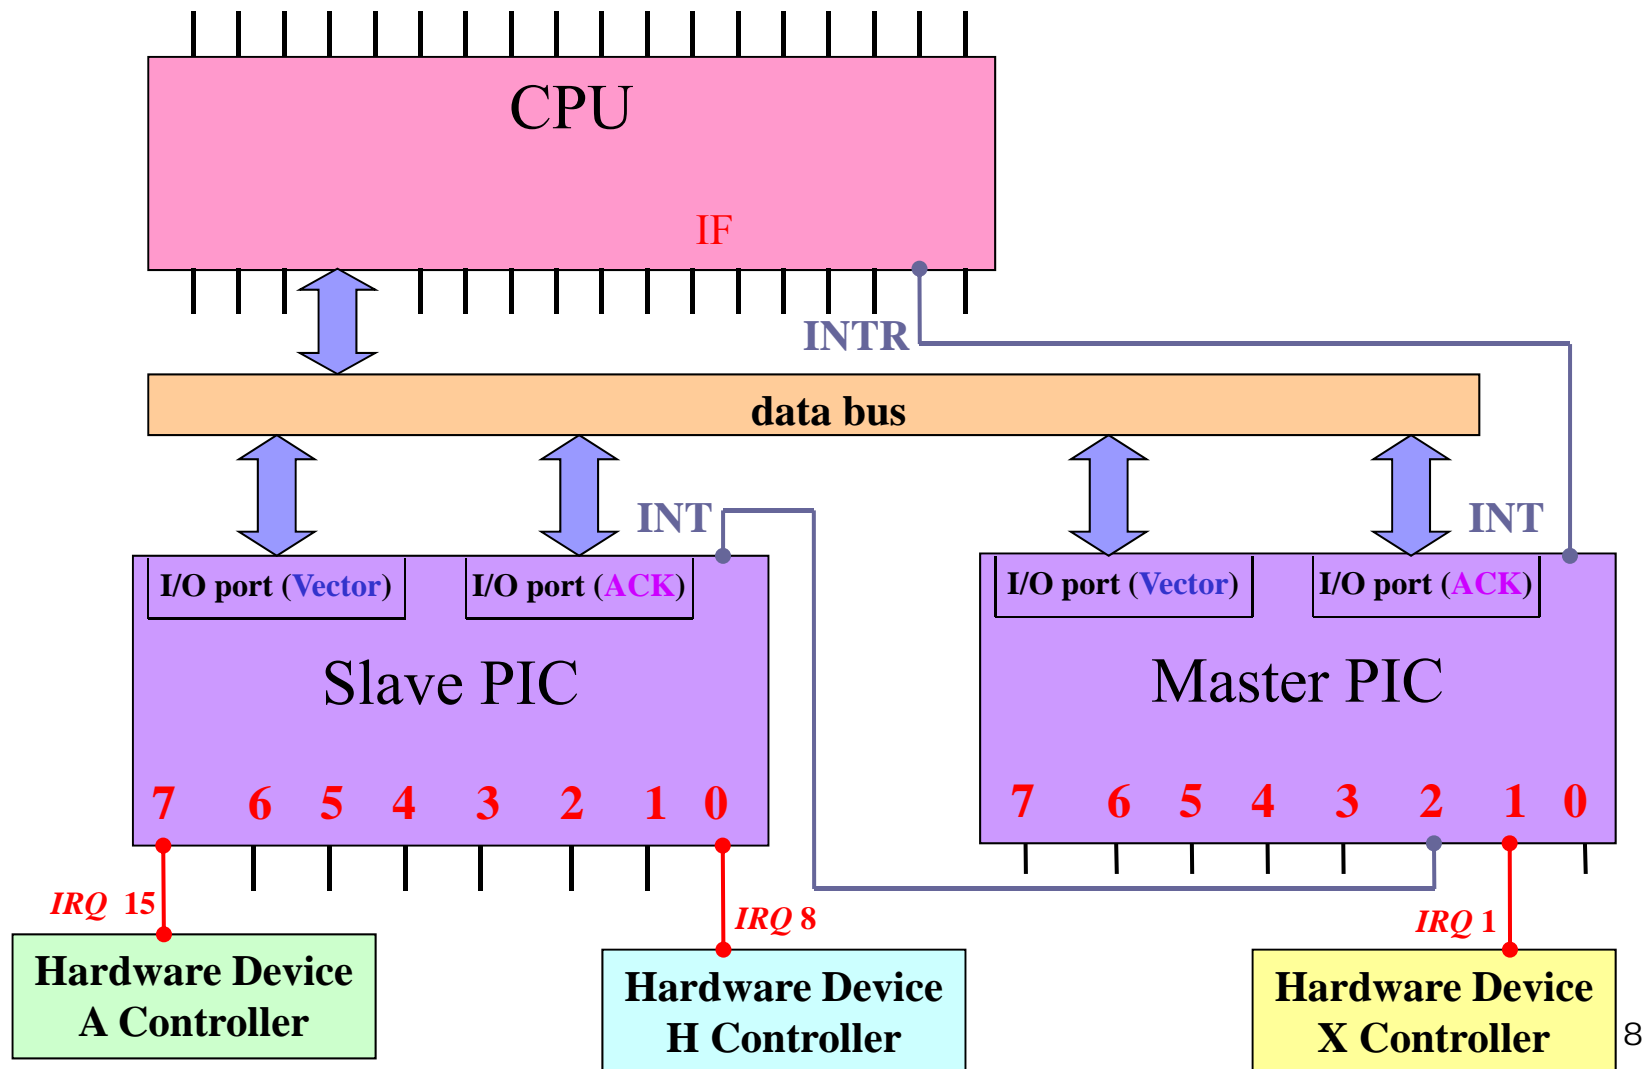 CPU
IF
INTR
data bus
INT
INT
I/O port (Vector)
I/O port (ACK)
I/O port (Vector)
I/O port (ACK)
Slave PIC
Master PIC
7 6 5 4 3 2 1 0
7 6 5 4 3 2 1 0
IRQ 15
IRQ 8
IRQ 1
Hardware Device
A Controller
Hardware Device
H Controller
Hardware Device
X Controller
8